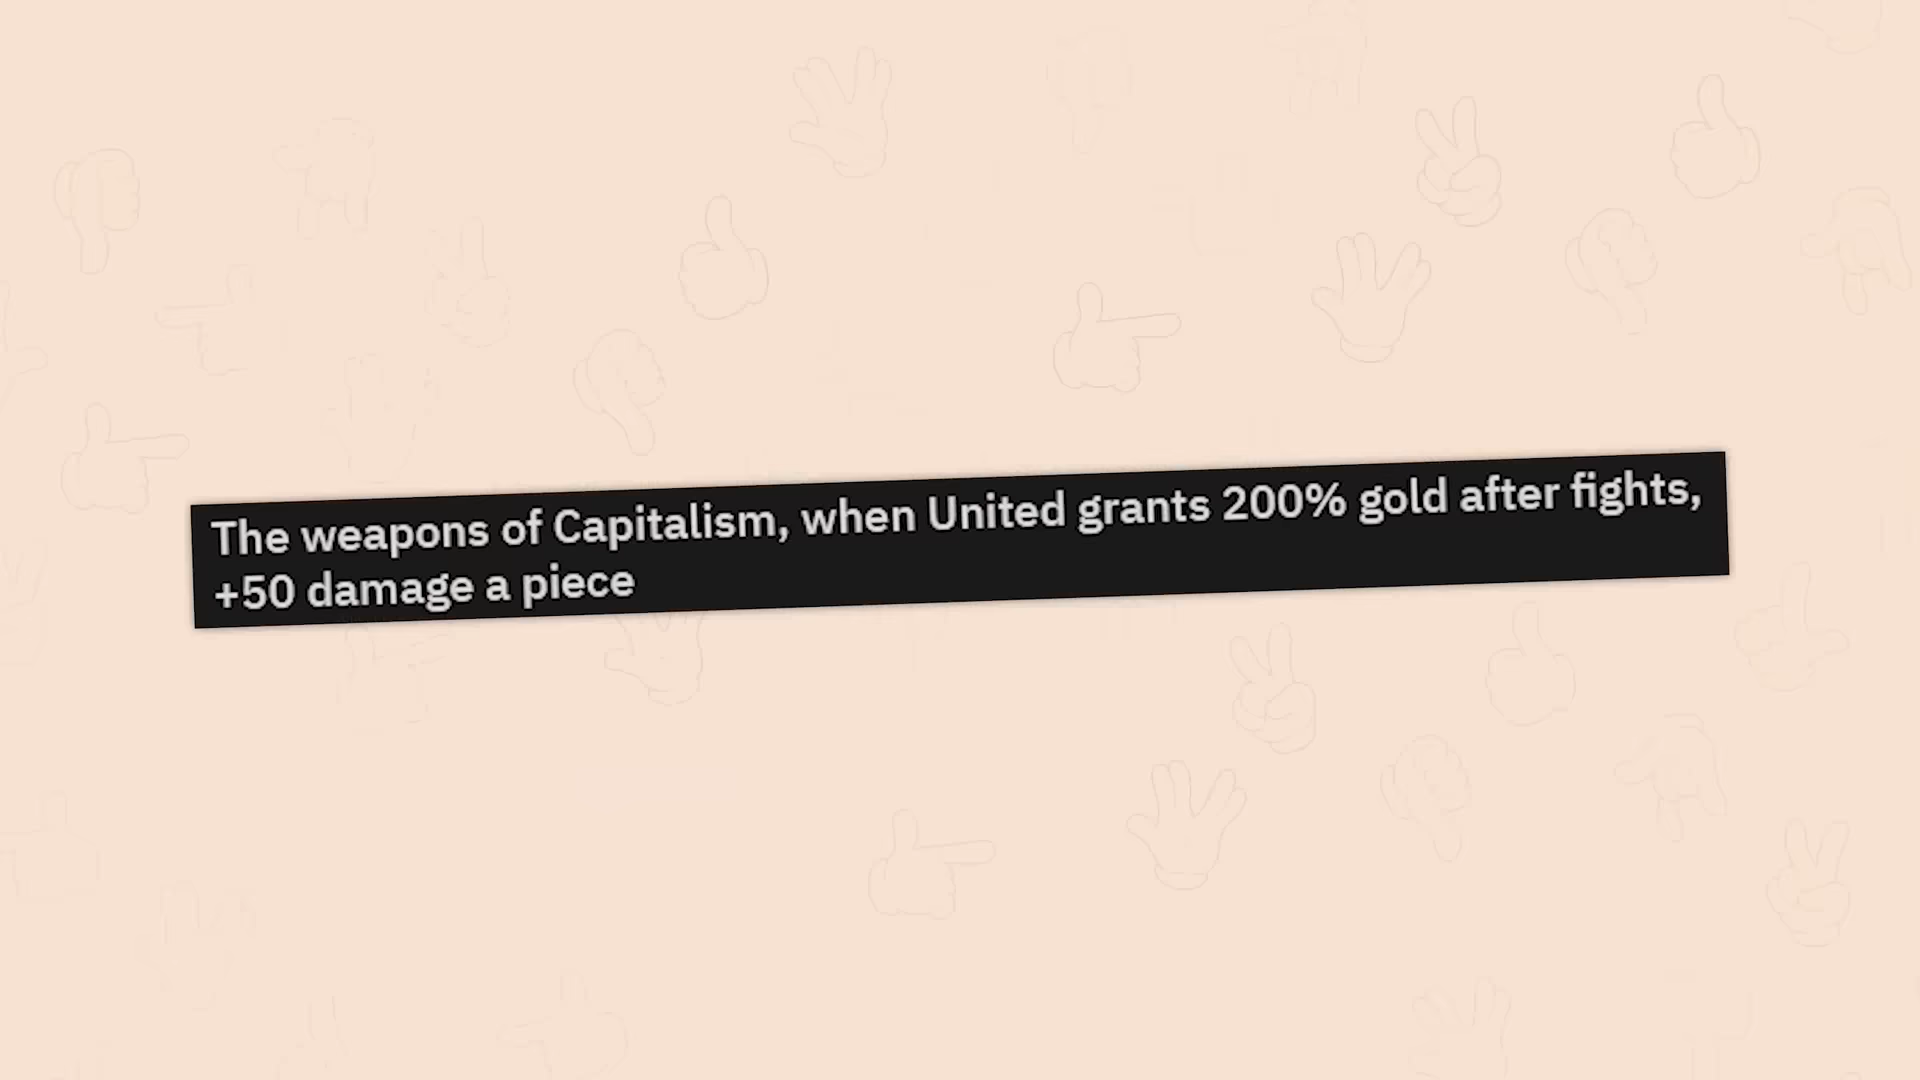 The weapons of Capitalism, when United grants 200% gold after fights,
+50 damage a piece